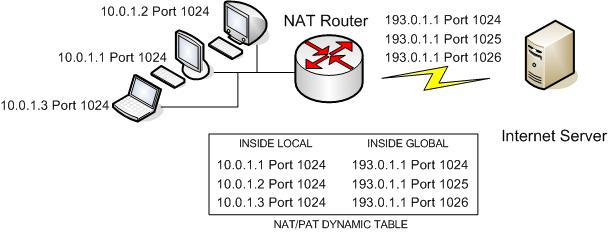 10.0.1.2 Port 1024
NAT Router
193.0.1.1 Port 1024
193.0.1.1 Port 1025
193.0.1.1 Port 1026
10.0.1.1 Port 1024
10.0.1.3 Port 1024
Internet Server
INSIDE LOCAL INSIDE GLOBAL
10.0.1.1 Port 1024 193.0.1.1 Port 1024
10.0.1.2 Port 1024 193.0.1.1 Port 1025
10.0.1.3 Port 1024 193.0.1.1 Port 1026
NAT/PAT DYNAMIC TABLE